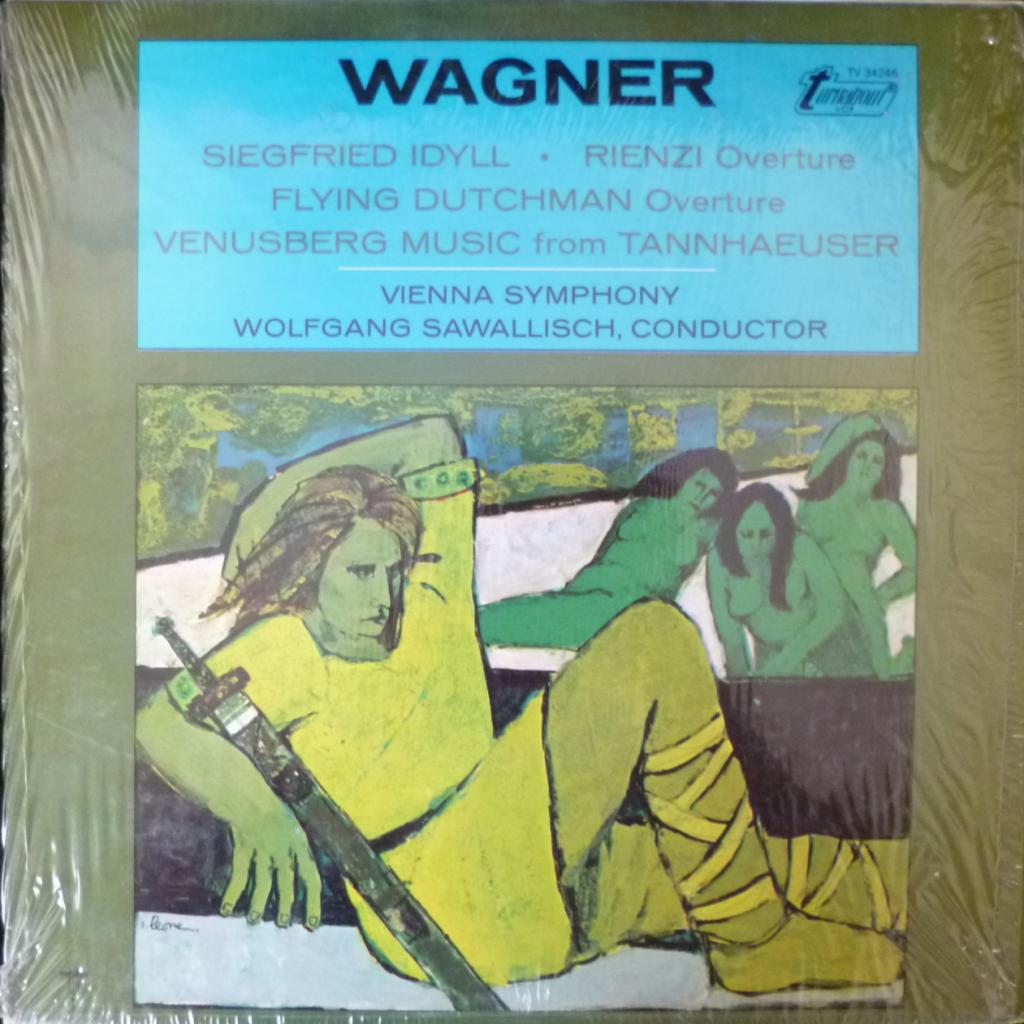 WAGNER
TV 34246
turnabout
SIEGFRIED IDYLL • RIENZI Overture
FLYING DUTCHMAN Overture
VENUSBERG MUSIC from TANNHAEUSER
VIENNA SYMPHONY
WOLFGANG SAWALLISCH, CONDUCTOR
s. leone.